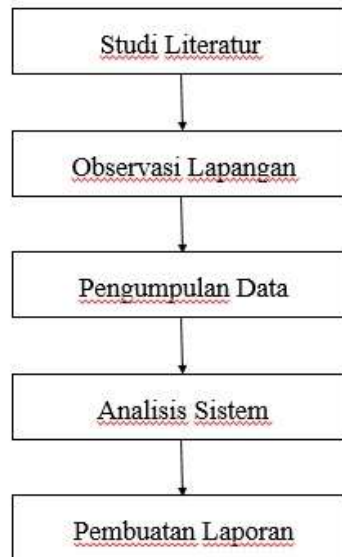 Studi Literatur
Observasi Lapangan
Pengumpulan Data
Analisis Sistem
Pembuatan Laporan